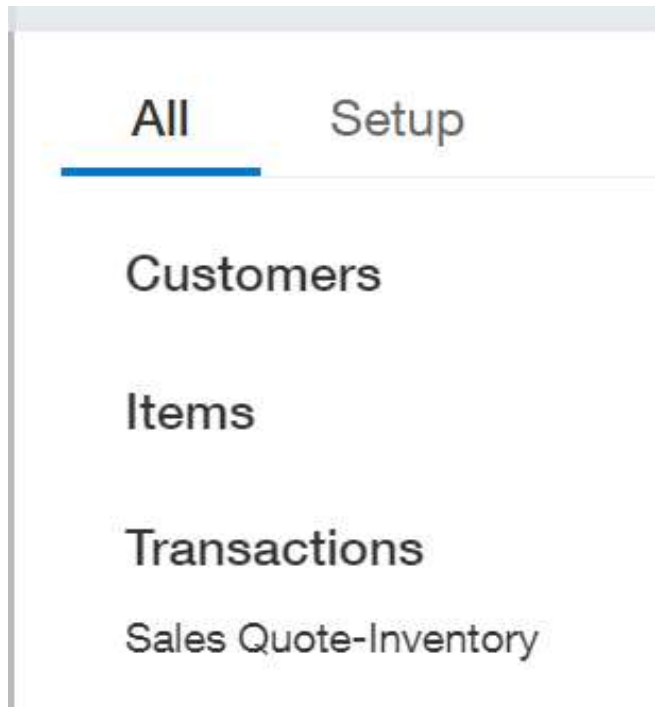 All Setup
Customers
Items
Transactions
Sales Quote-Inventory